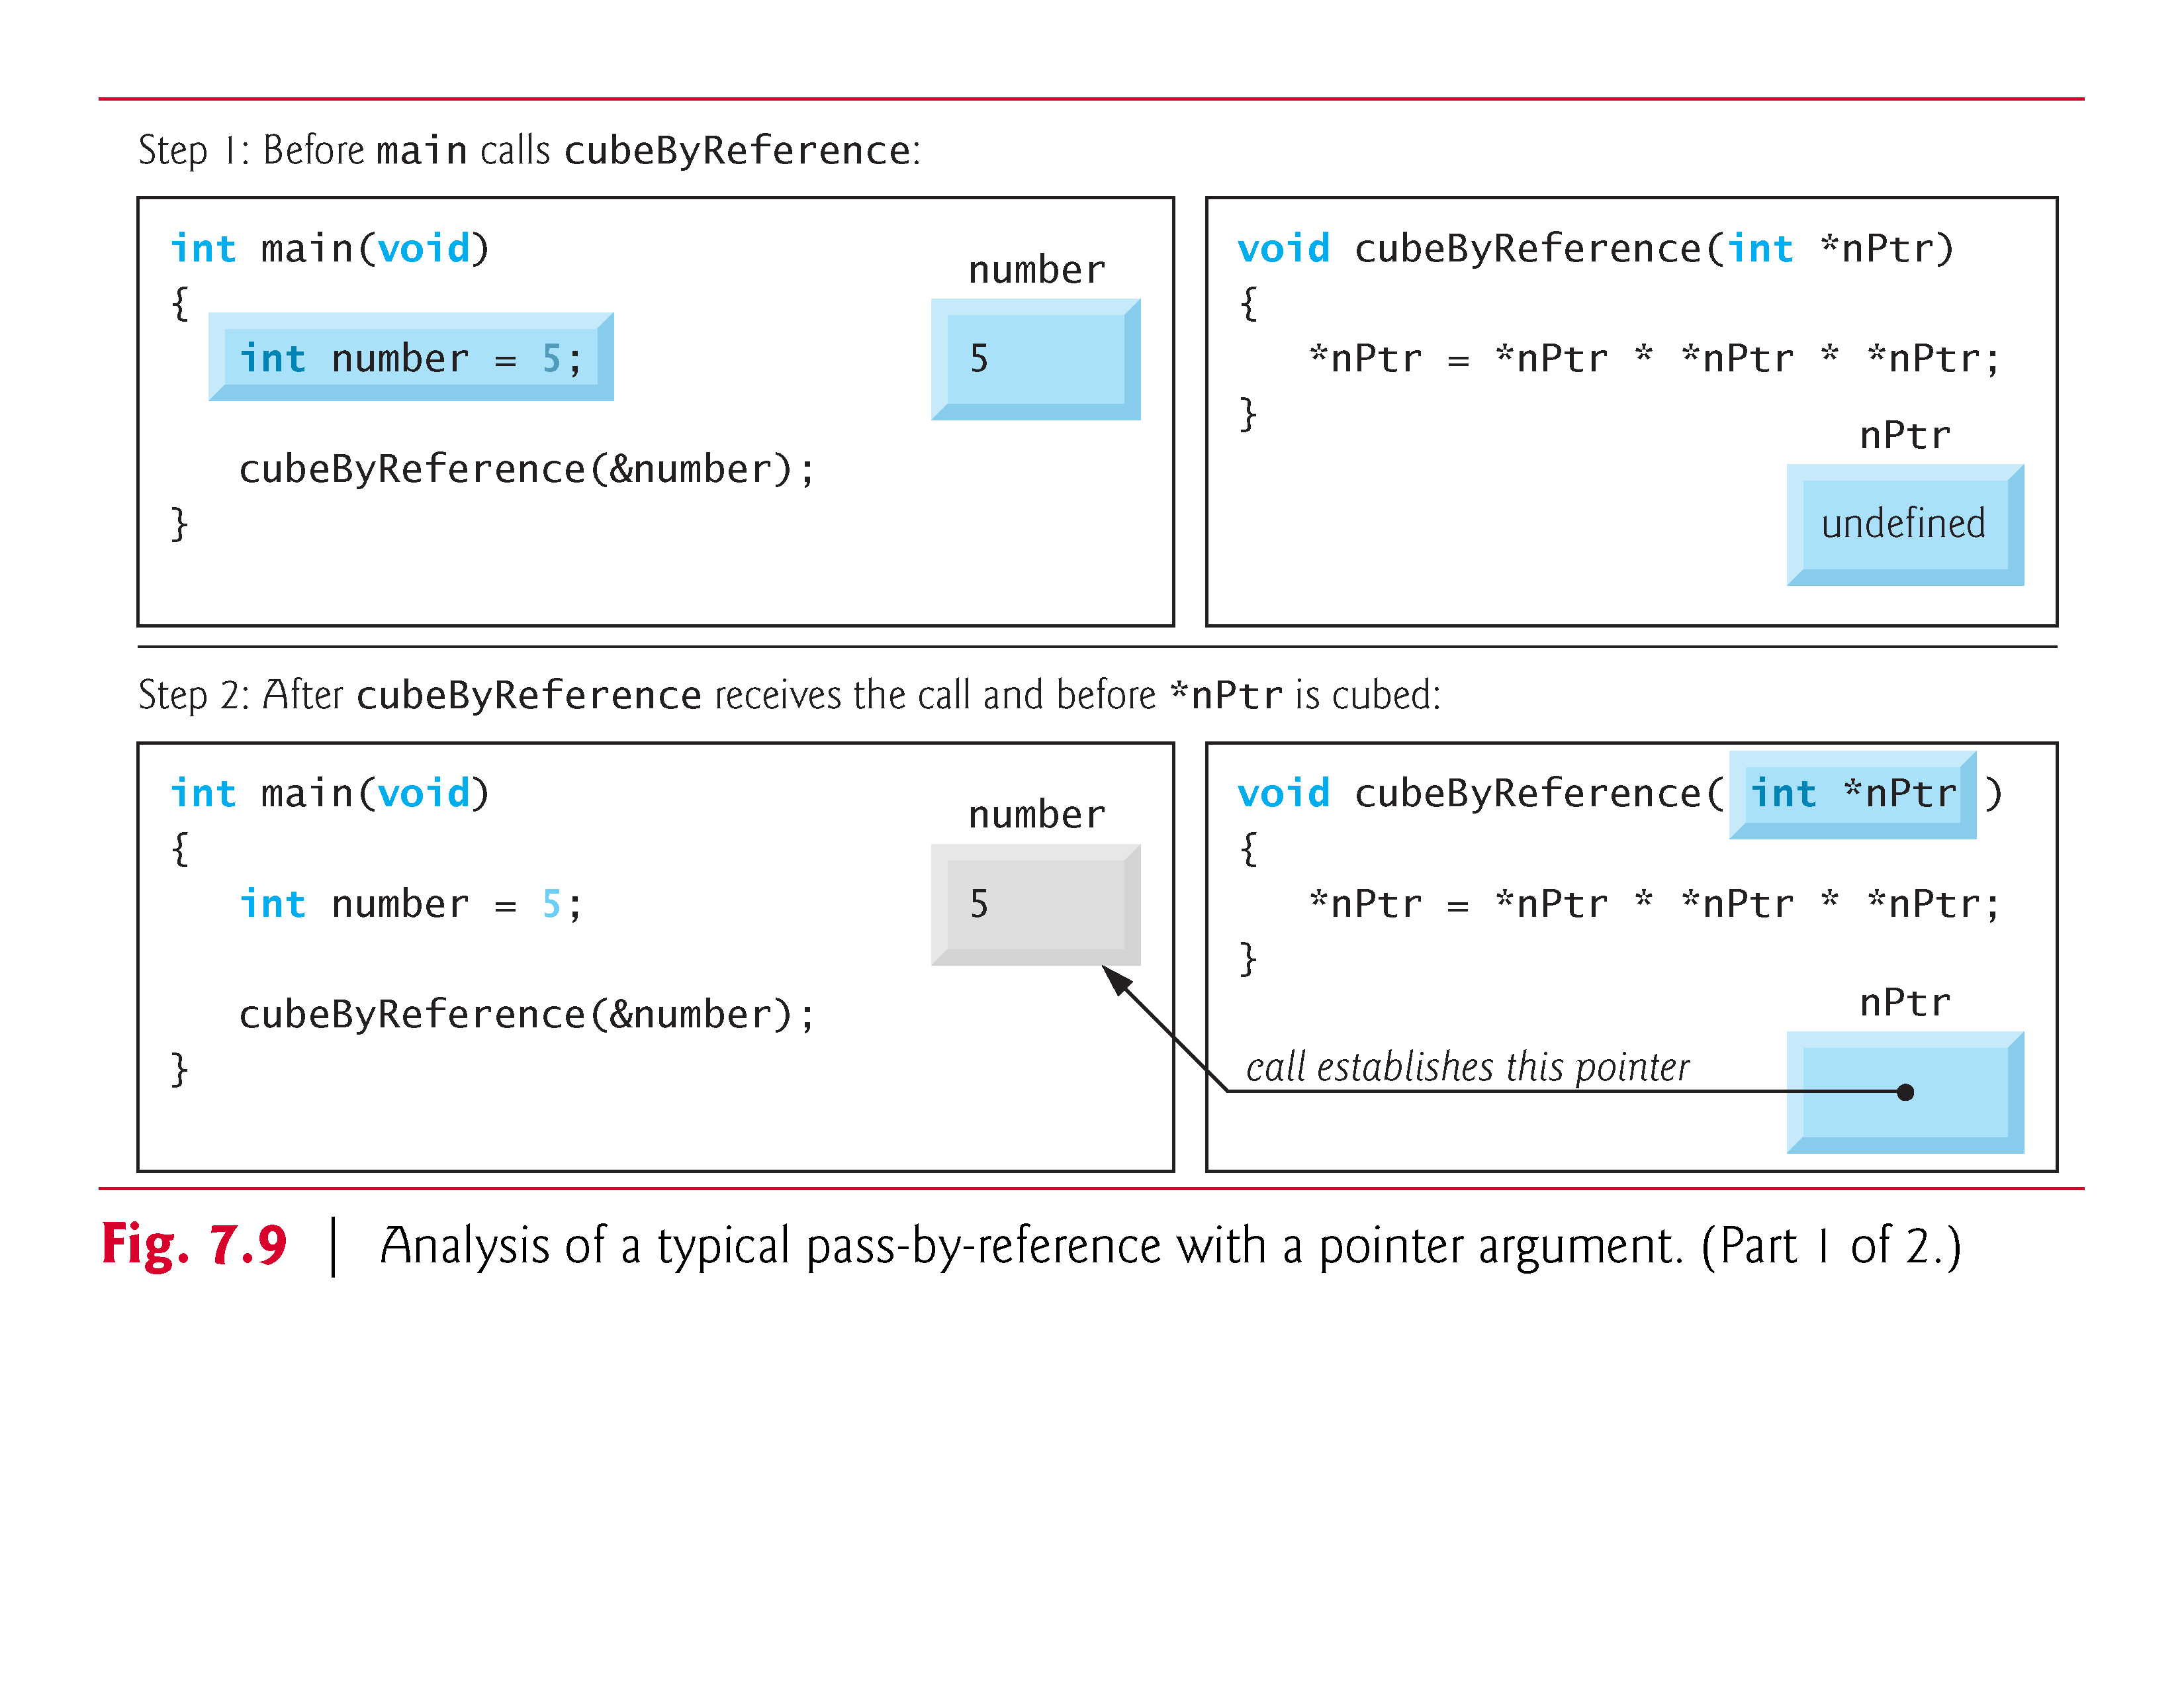 Step 1: Before main calls cubeByReference:
int main(void)
{
int number = 5;
cubeByReference(&number);
}
number
5
void cubeByReference(int *nPtr)
{
*nPtr = *nPtr * *nPtr * *nPtr;
}
nPtr
undefined
Step 2: After cubeByReference receives the call and before *nPtr is cubed:
int main(void)
{
int number = 5;
cubeByReference(&number);
}
number
5
void cubeByReference( int *nPtr )
{
*nPtr = *nPtr * *nPtr * *nPtr;
}
nPtr
call establishes this pointer
Fig. 7.9 | Analysis of a typical pass-by-reference with a pointer argument. (Part 1 of 2.)